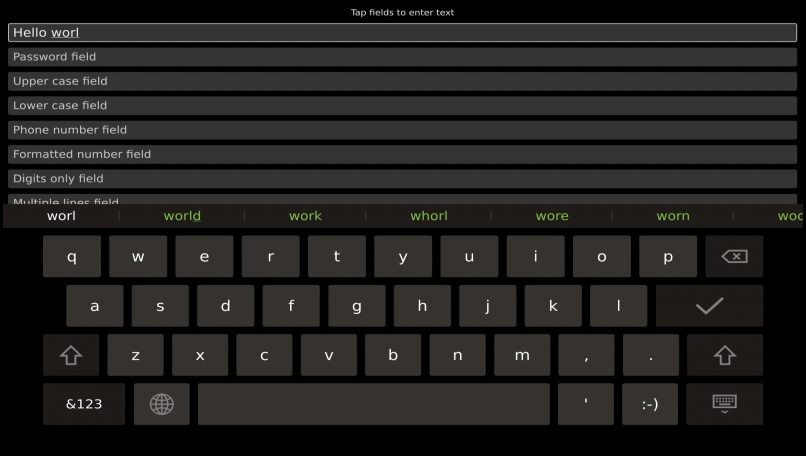 Tap fields to enter text
Hello worl
Password field
Upper case field
Lower case field
Phone number field
Formatted number field
Digits only field
Multiple lines field
worl world work whorl wore worn
q w e r t y u i o p
a s d f g h j k l
z x c v b n m , .
&123 ' :-)